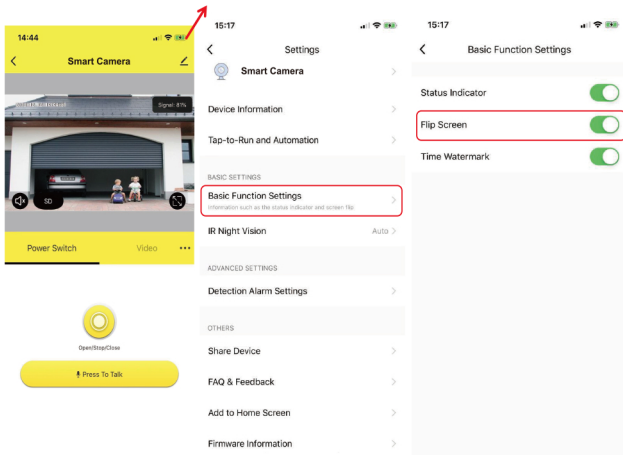 14:44
Smart Camera
Signal: 81%
SD
Power Switch
Video
Open/Stop/Close
Press To Talk
15:17
Settings
Smart Camera
Device Information
Tap-to-Run and Automation
BASIC SETTINGS
Basic Function Settings
Information such as the status indicator and screen flip
IR Night Vision
Auto
ADVANCED SETTINGS
Detection Alarm Settings
OTHERS
Share Device
FAQ & Feedback
Add to Home Screen
Firmware Information
15:17
Basic Function Settings
Status Indicator
Flip Screen
Time Watermark